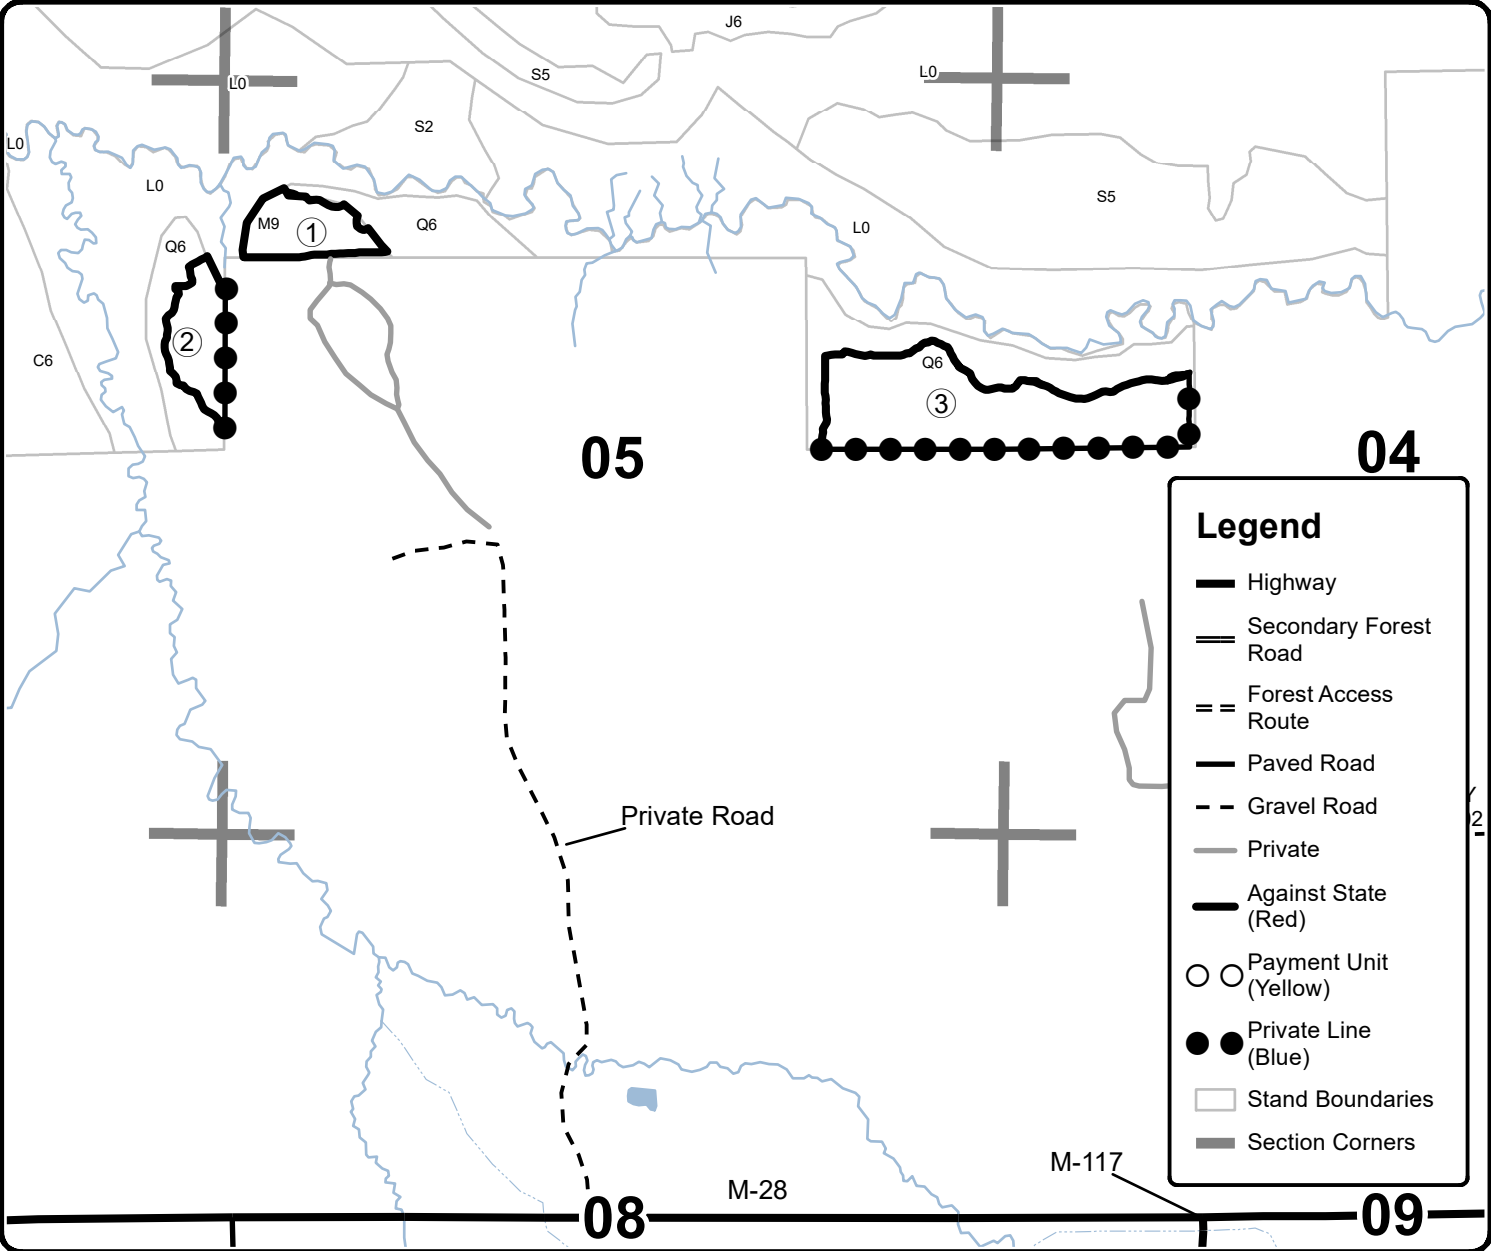 J6
S5
L0
L0
S2
L0
L0
S5
M9
1
Q6
L0
Q6
2
C6
Q6
3
05
04
Legend
Highway
Secondary Forest
Road
Forest Access
Route
Paved Road
Gravel Road
Private
Against State
(Red)
Payment Unit
(Yellow)
Private Line
(Blue)
Stand Boundaries
Section Corners
Private Road
M-117
M-28
08
09